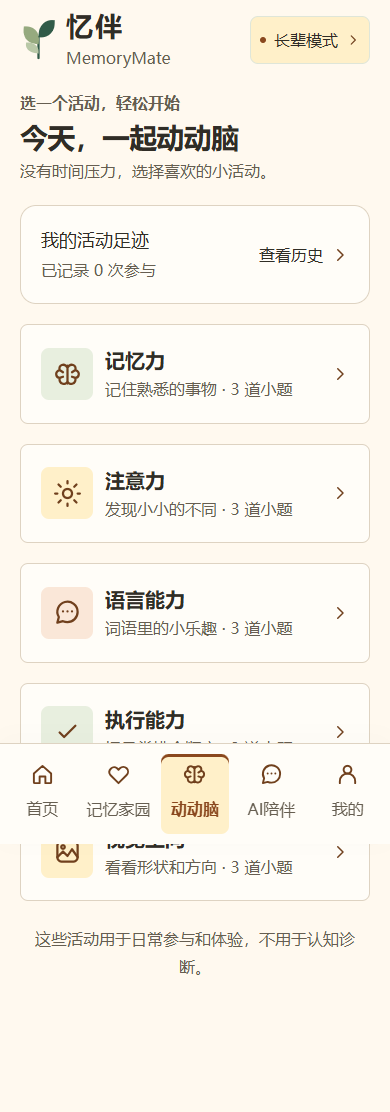 忆伴
MemoryMate
长辈模式
选一个活动，轻松开始
今天，一起动动脑
没有时间压力，选择喜欢的小活动。
我的活动足迹
已记录 0 次参与
查看历史
记忆力
记住熟悉的事物 · 3 道小题
注意力
发现小小的不同 · 3 道小题
语言能力
词语里的小乐趣 · 3 道小题
执行能力
首页
记忆家园
动动脑
AI陪伴
我的
看看形状和方向 · 3 道小题
这些活动用于日常参与和体验，不用于认知诊
断。